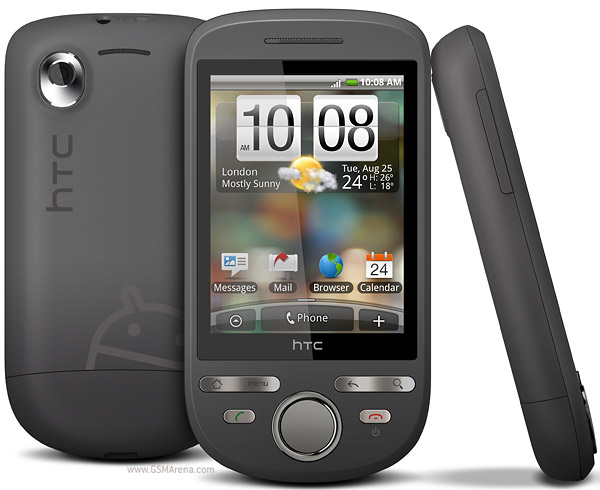 hTC
10:08 AM
AM
10 08
London
Mostly Sunny
Tue, Aug 25
24° H: 26°
L: 18°
Messages
Mail
24
Browser
Calendar
Phone
hTC
menu
www.GSMArena.com